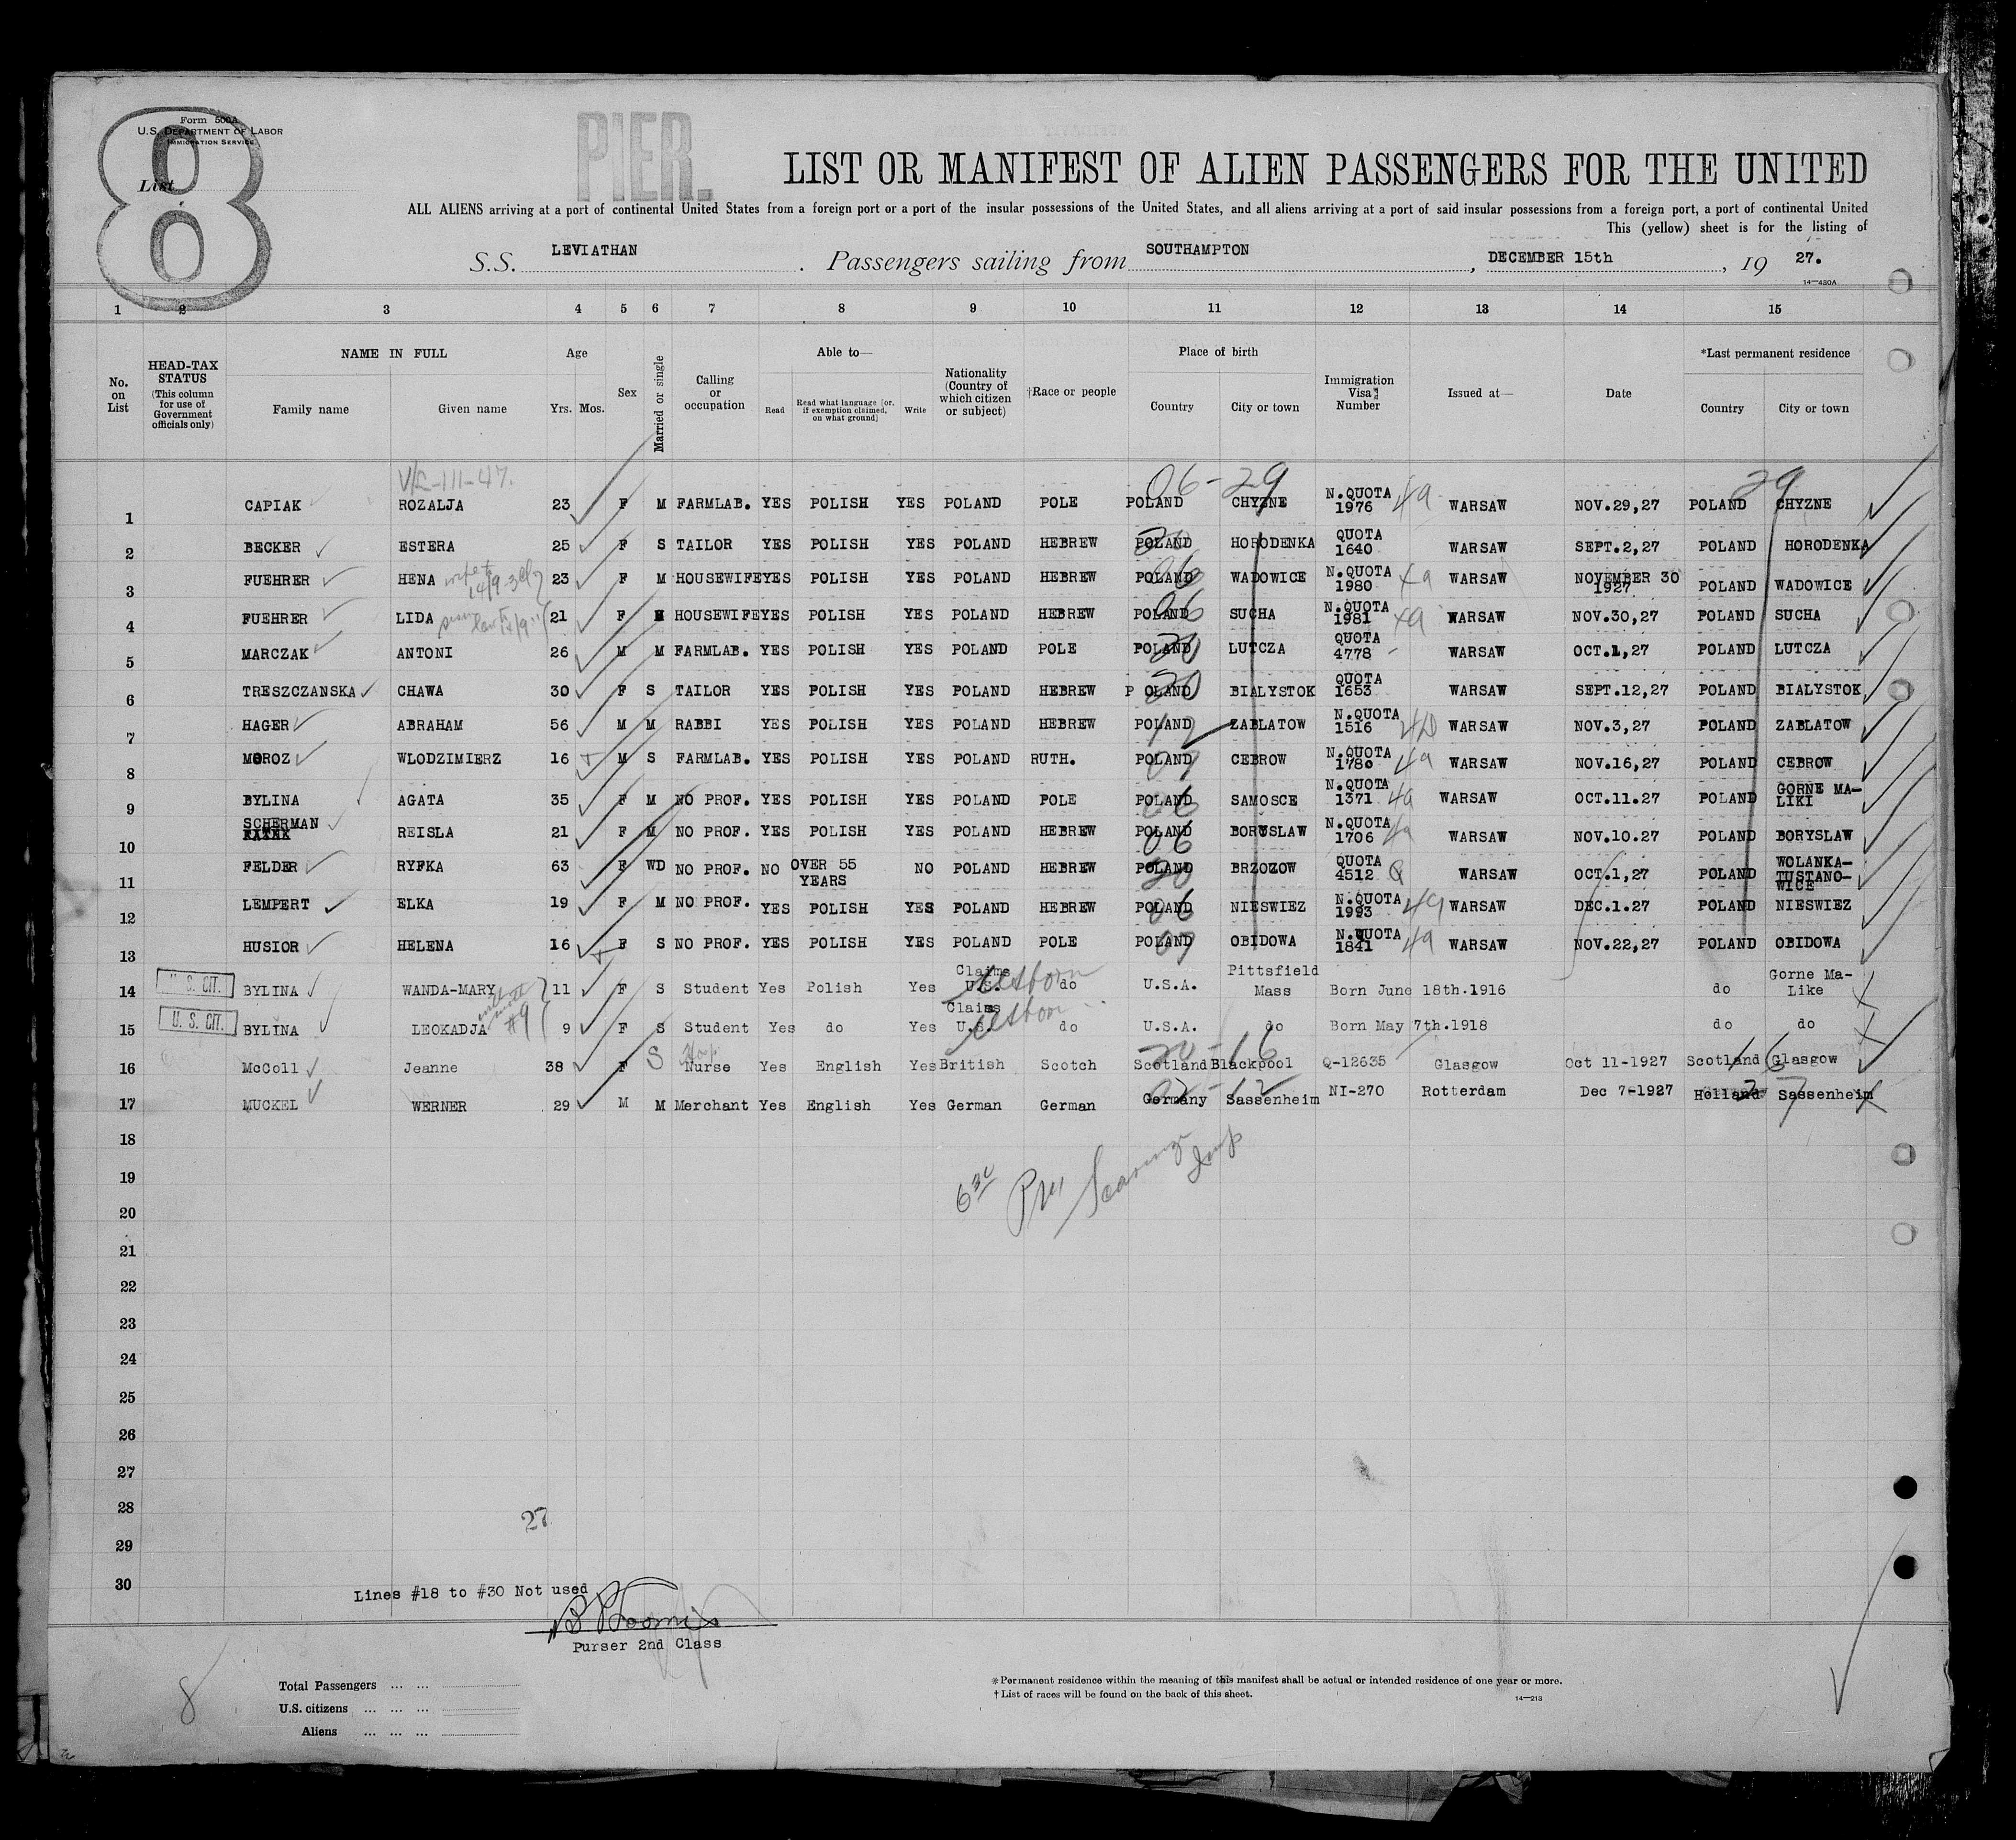 Form 500A
U.S. DEPARTMENT OF LABOR
IMMIGRATION SERVICE
List
8
PIER.
LIST OR MANIFEST OF ALIEN PASSENGERS FOR THE UNITED
ALL ALIENS arriving at a port of continental United States from a foreign port or a port of the insular possessions of the United States, and all aliens arriving at a port of said insular possessions from a foreign port, a port of continental United
This (yellow) sheet is for the listing of
S.S. LEVIATHAN . Passengers sailing from SOUTHAMPTON , DECEMBER 15th , 19 27.
14—430A
1 2 3 4 5 6 7 8 9 10 11 12 13 14 15
No. on List
HEAD-TAX STATUS (This column for use of Government officials only)
NAME IN FULL
Family name Given name
Age
Yrs. Mos.
Sex
Married or single
Calling or occupation
Able to—
Read Read what language [or, if exemption claimed, on what ground] Write
Nationality (Country of which citizen or subject)
†Race or people
Place of birth
Country City or town
Immigration Visa Number
Issued at—
Date
*Last permanent residence
Country City or town
06-29 29
1 CAPIAK ROZALJA 23 F M FARMLAB. YES POLISH YES POLAND POLE POLAND CHYZNE N.QUOTA 1976 4a WARSAW NOV.29,27 POLAND CHYZNE
2 BECKER ESTERA 25 F S TAILOR YES POLISH YES POLAND HEBREW POLAND HORODENKA QUOTA 1640 WARSAW SEPT.2,27 POLAND HORODENKA
3 FUEHRER HENA 23 F M HOUSEWIFE YES POLISH YES POLAND HEBREW POLAND WADOWICE N.QUOTA 1980 4a WARSAW NOVEMBER 30 1927 POLAND WADOWICE
4 FUEHRER LIDA 21 F M HOUSEWIFE YES POLISH YES POLAND HEBREW POLAND SUCHA N.QUOTA 1981 4a WARSAW NOV.30,27 POLAND SUCHA
5 MARCZAK ANTONI 26 M M FARMLAB. YES POLISH YES POLAND POLE POLAND LUTCZA QUOTA 4778 WARSAW OCT.1,27 POLAND LUTCZA
6 TRESZCZANSKA CHAWA 30 F S TAILOR YES POLISH YES POLAND HEBREW P OLAND BIALYSTOK QUOTA 1653 WARSAW SEPT.12,27 POLAND BIALYSTOK
7 HAGER ABRAHAM 56 M M RABBI YES POLISH YES POLAND HEBREW POLAND ZABLATOW N.QUOTA 1516 4D WARSAW NOV.3,27 POLAND ZABLATOW
8 MOROZ WLODZIMIERZ 16 M S FARMLAB. YES POLISH YES POLAND RUTH. POLAND CEBROW N.QUOTA 1780 4a WARSAW NOV.16,27 POLAND CEBROW
9 BYLINA AGATA 35 F M NO PROF. YES POLISH YES POLAND POLE POLAND SAMOSCE N.QUOTA 1371 4a WARSAW OCT.11.27 POLAND GORNE MA—LIKI
10 SCHERMAN REISLA 21 F M NO PROF. YES POLISH YES POLAND HEBREW POLAND BORYSLAW N.QUOTA 1706 4a WARSAW NOV.10.27 POLAND BORYSLAW
11 FELDER RYFKA 63 F WD NO PROF. NO OVER 55 YEARS NO POLAND HEBREW POLAND BRZOZOW QUOTA 4512 Q WARSAW OCT.1,27 POLAND WOLANKA—TUSTANO—WICE
12 LEMPERT ELKA 19 F M NO PROF. YES POLISH YES POLAND HEBREW POLAND NIESWIEZ N.QUOTA 1993 4a WARSAW DEC.1.27 POLAND NIESWIEZ
13 HUSIOR HELENA 16 F S NO PROF. YES POLISH YES POLAND POLE POLAND OBIDOWA N.QUOTA 1841 4a WARSAW NOV.22,27 POLAND OBIDOWA
14 U. S. CIT. BYLINA WANDA-MARY 11 F S Student Yes Polish Yes Claims U.S. do U.S.A. Pittsfield Mass Born June 18th.1916 do Gorne Ma-Like
15 U. S. CIT. BYLINA LEOKADJA #9 9 F S Student Yes do Yes Claims U.S. do U.S.A. do Born May 7th.1918 do do
16 McColl Jeanne 38 F S Nurse Yes English Yes British Scotch Scotland Blackpool Q-12635 Glasgow Oct 11-1927 Scotland Glasgow
17 MUCKEL WERNER 29 M M Merchant Yes English Yes German German Germany Sassenheim NI-270 Rotterdam Dec 7-1927 Holland Sassenheim
18
19
20
21
22
23
24
25
26
27
28
27
29
30
Lines #18 to #30 Not used
Purser 2nd Class
8
Total Passengers ... ...
U.S. citizens ... ... ...
Aliens ... ... ...
*Permanent residence within the meaning of this manifest shall be actual or intended residence of one year or more.
†List of races will be found on the back of this sheet.
14—213